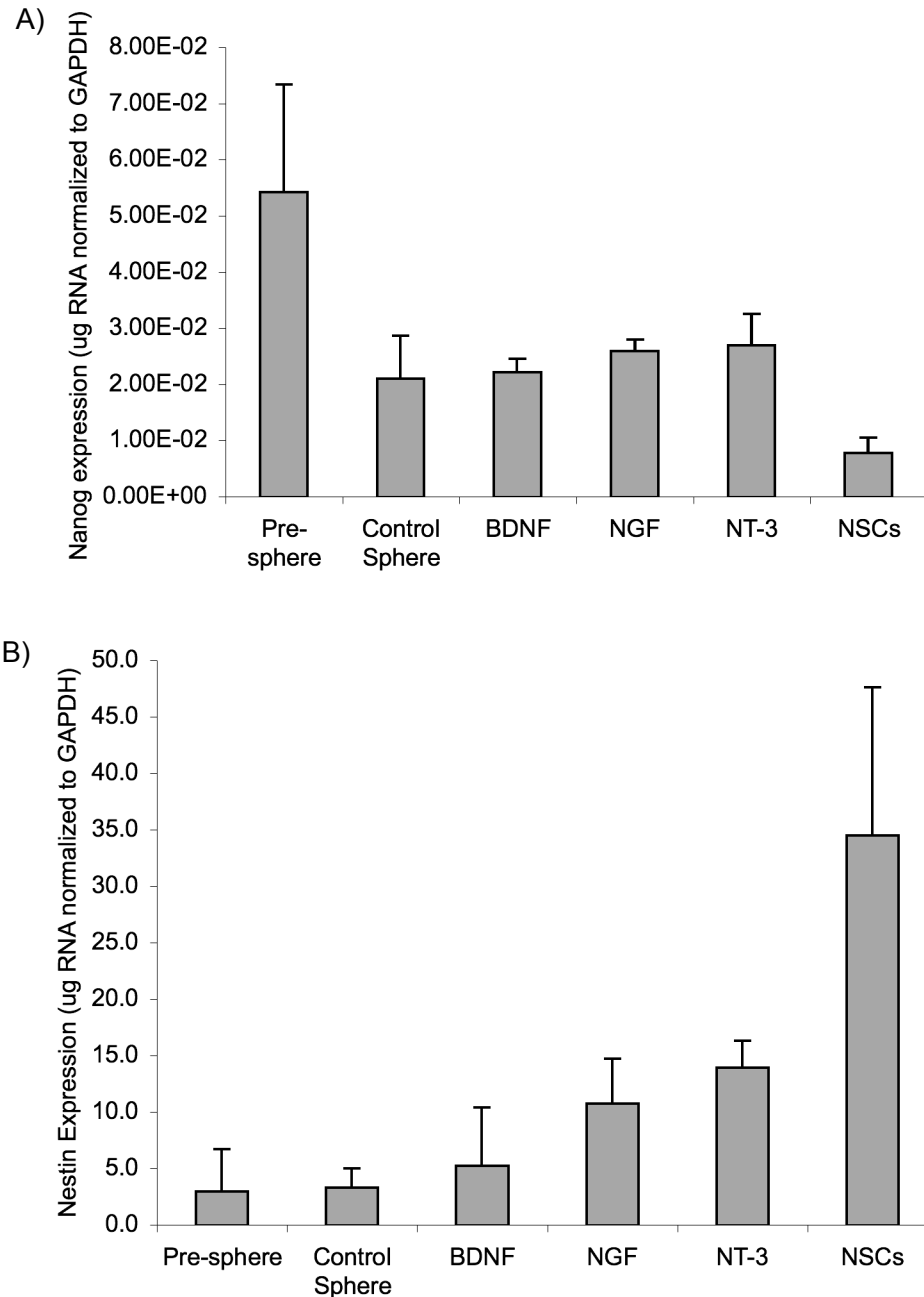 A)
Nanog expression (ug RNA normalized to GAPDH)
8.00E-02
7.00E-02
6.00E-02
5.00E-02
4.00E-02
3.00E-02
2.00E-02
1.00E-02
0.00E+00
Pre-
sphere
Control
Sphere
BDNF
NGF
NT-3
NSCs
B)
Nestin Expression (ug RNA normalized to GAPDH)
50.0
45.0
40.0
35.0
30.0
25.0
20.0
15.0
10.0
5.0
0.0
Pre-sphere
Control
Sphere
BDNF
NGF
NT-3
NSCs